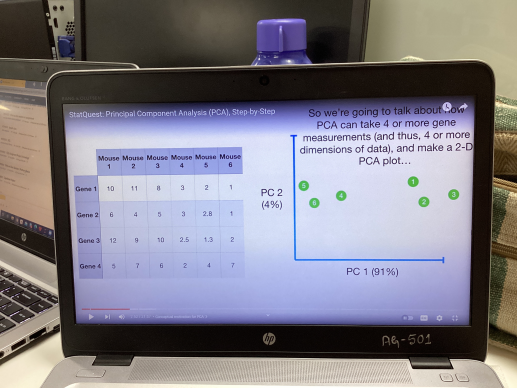 StatQuest: Principal Component Analysis (PCA), Step-by-Step
So we're going to talk about how
PCA can take 4 or more gene
measurements (and thus, 4 or more
dimensions of data), and make a 2-D
PCA plot...
Mouse Mouse Mouse Mouse Mouse Mouse
1 2 3 4 5 6
Gene 1 10 11 8 3 2 1
Gene 2 6 4 5 3 2.8 1
Gene 3 12 9 10 2.5 1.3 2
Gene 4 5 7 6 2 4 7
PC 2
(4%)
5
6
4
1
2
3
PC 1 (91%)
hp
AG-501